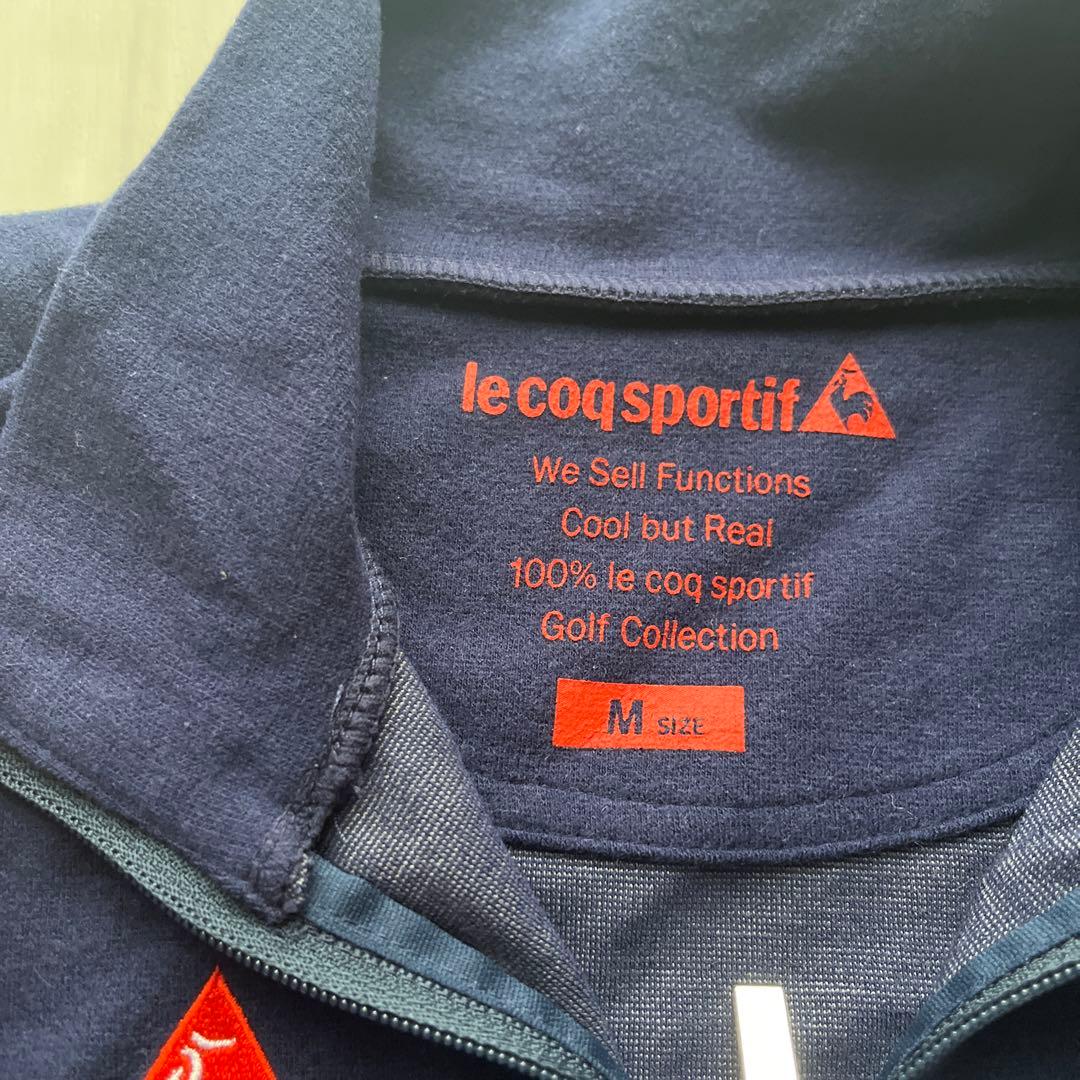 le coq sportif
We Sell Functions
Cool but Real
100% le coq sportif
Golf Collection
M SIZE